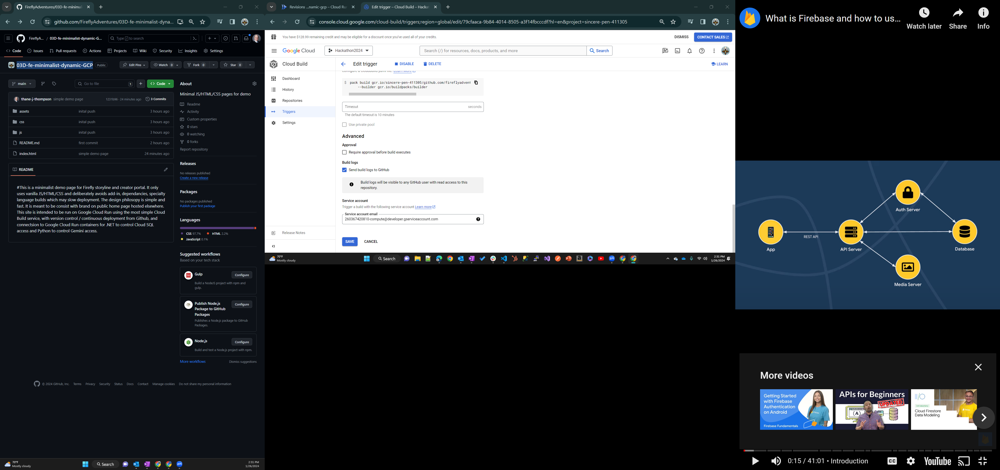 FireflyAdventures/03D-fe-minimal
github.com/FireflyAdventures/03D-fe-minimalist-dyna...
FireflyA... / 03D-fe-minimalist-dynamic-G...
Type / to search
Code
Issues
Pull requests
Actions
Projects
Wiki
Security
Insights
Settings
03D-fe-minimalist-dynamic-GCP
Public
Edit Pins
Watch 0
Fork 0
Star 0
main
Go to file
t
Code
thane-j-thompson simple demo page
1231b96 · 24 minutes ago
3 Commits
assets inital push 3 hours ago
css inital push 3 hours ago
js inital push 3 hours ago
README.md first commit 2 hours ago
index.html simple demo page 24 minutes ago
README
#This is a minimalist demo page for Firefly storyline and creator portal. It only
uses vanilla JS/HTML/CSS and deliberately avoids add-in, dependancies, specialty
language builds which may slow deployment. The design philosopy is simple and
fast. It is meant to be consist with brand on public home page hosted elsewhere.
This site is intended to be run on Google Cloud Run using the most simple Cloud
Build service, with version control / continuous deployment from Github, and
connectsion to Google Cloud Run containers for .NET to control Cloud SQL
access and Python to control Gemini access.
About
Minimal JS/HTML/CSS pages for demo
Readme
Activity
Custom properties
0 stars
0 watching
0 forks
Report repository
Releases
No releases published
Create a new release
Packages
No packages published
Publish your first package
Languages
CSS 97.7%
HTML 2.2%
JavaScript 0.1%
Suggested workflows
Based on your tech stack
Gulp
Configure
Build a NodeJS project with npm and
gulp.
Publish Node.js
Package to GitHub
Packages
Configure
Publishes a Node.js package to GitHub
Packages.
Node.js
Configure
Build and test a Node.js project with npm.
More workflows
Dismiss suggestions
© 2024 GitHub, Inc. Terms Privacy Security Status Docs Contact Manage cookies Do not share my personal information
70°F
Mostly cloudy
Search
zm
2:31 PM
1/26/2024
Revisions ...namic-gcp – Cloud Ru
Edit trigger – Cloud Build – Hacka
console.cloud.google.com/cloud-build/triggers;region=global/edit/79cfaaca-9b84-4014-8505-a3f14fbcccdf?hl=en&project=sincere-pen-411305
You have $128.99 remaining credit and may be eligible for a discount once you've used all of your credits.
DISMISS
CONTACT SALES
Google Cloud
Hackathon2024
Search (/) for resources, docs, products, and more
Search
Cloud Build
Edit trigger
DISABLE
DELETE
LEARN
Dashboard
History
Repositories
Triggers
Settings
Release Notes
configure a cloudbuild.yaml file. Learn More
$ pack build gcr.io/sincere-pen-411305/github.com/fireflyadvent
--builder gcr.io/buildpacks/builder
Timeout
seconds
The default timeout is 10 minutes
Use private pool
Advanced
Approval
Require approval before build executes
Build logs
Send build logs to GitHub
Build logs will be visible to any GitHub user with read access to this
repository.
Service account
Trigger a build with the following service account Learn more
Service account email
260367420810-compute@developer.gserviceaccount.com
SAVE
CANCEL
70°F
Mostly cloudy
Search
zm
2:31 PM
1/26/2024
What is Firebase and how to us...
Watch later
Share
Info
Auth Server
App
REST API
API Server
Database
Media Server
More videos
Getting Started
with Firebase
Authentication
on Android
Firebase Fundamentals
APIs for Beginners
UPDATED
I/O
Introductory
Cloud Firestore
Data Modeling
0:15 / 41:01 • Introduction
CC
YouTube